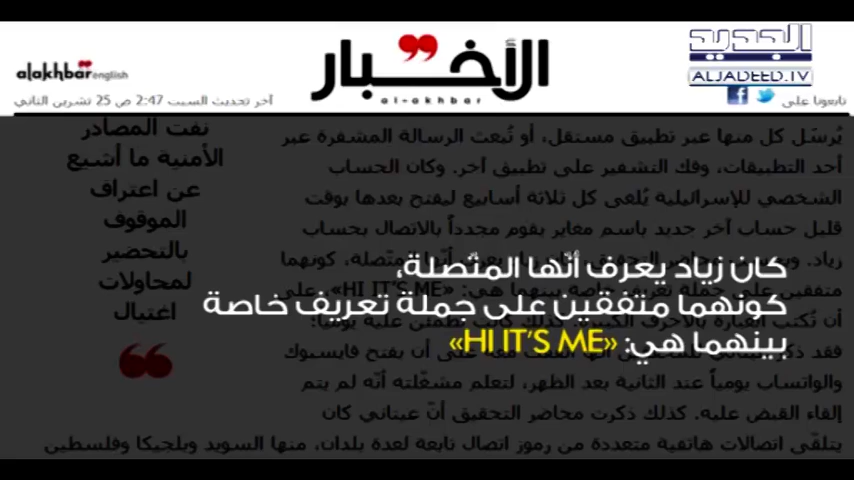 الأخبار
al-akhbar
alakhbar english
الجديد
ALJADEED.TV
تابعونا على
آخر تحديث السبت 2:47 ص 25 تشرين الثاني
نفت المصادر
الأمنية ما أشيع
عن اعتراف
الموقوف
بالتحضير
لمحاولات
اغتيال
يُرسَل كل منها عبر تطبيق مستقل، أو تُبعث الرسالة المشفرة عبر
أحد التطبيقات، وفك التشفير على تطبيق آخر. وكان الحساب
الشخصي للإسرائيلية يُلغى كل ثلاثة أسابيع ليفتح بعدها بوقت
قليل حساب آخر جديد باسم مغاير يقوم مجدداً بالاتصال بحساب
كان زياد يعرف أنّها المتّصلة،
كونهما متفقين على جملة تعريف خاصة
بينهما هي: «HI IT'S ME»
والواتساب يومياً عند الثانية بعد الظهر، لتعلم مشغّلته أنه لم يتم
إلقاء القبض عليه. كذلك ذكرت محاضر التحقيق أنّ عيتاني كان
يتلقّى اتصالات هاتفية متعددة من رموز اتصال تابعة لعدة بلدان، منها السويد وبلجيكا وفلسطين